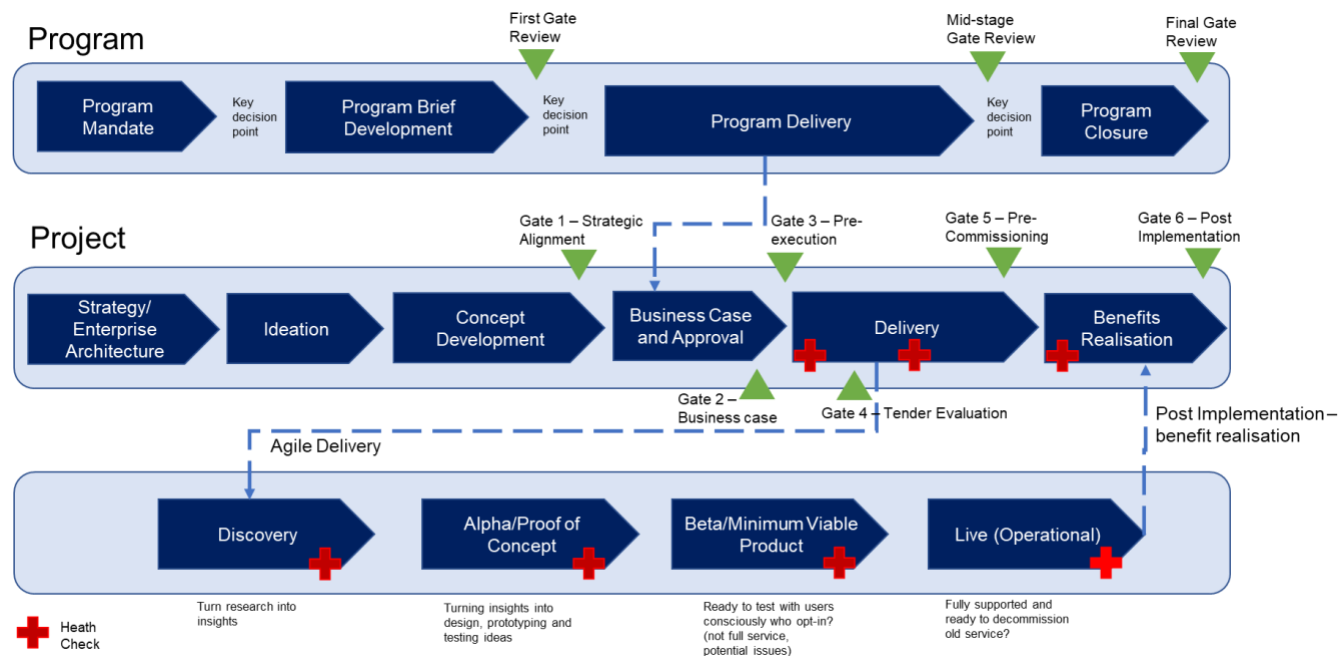 First Gate
Review
Mid-stage
Gate Review
Final Gate
Review
Program
Program
Mandate
Key
decision
point
Program Brief
Development
Key
decision
point
Program Delivery
Key
decision
point
Program
Closure
Gate 1 – Strategic
Alignment
Gate 3 – Pre-
execution
Gate 5 - Pre-
Commissioning
Gate 6 – Post
Implementation
Project
Strategy/
Enterprise
Architecture
Ideation
Concept
Development
Business Case
and Approval
Delivery
Benefits
Realisation
Gate 2 –
Business case
Gate 4 – Tender Evaluation
Post Implementation –
benefit realisation
Agile Delivery
Discovery
Alpha/Proof of
Concept
Beta/Minimum Viable
Product
Live (Operational)
Turn research into
insights
Turning insights into
design, prototyping and
testing ideas
Ready to test with users
consciously who opt-in?
(not full service,
potential issues)
Fully supported and
ready to decommission
old service?
Heath
Check